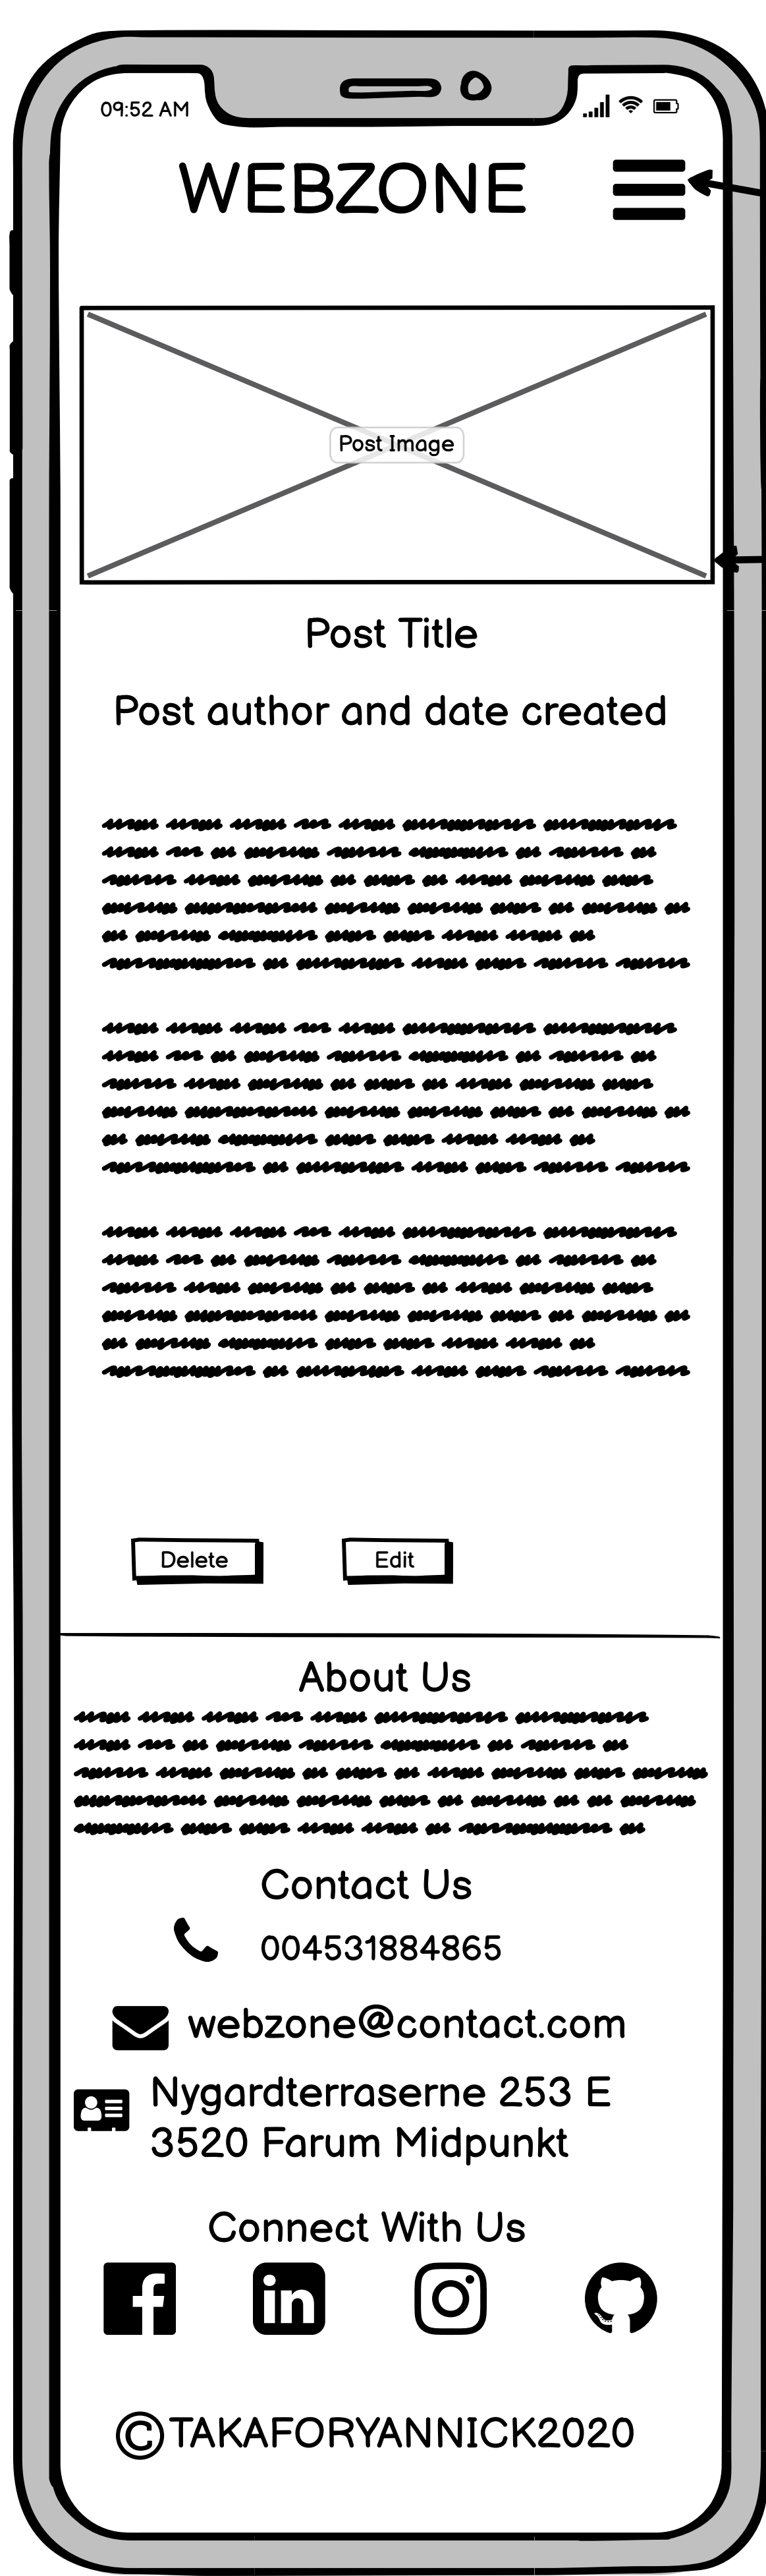 09:52 AM
WEBZONE
Post Image
Post Title
Post author and date created
Delete
Edit
About Us
Contact Us
004531884865
webzone@contact.com
Nygardterraserne 253 E
3520 Farum Midpunkt
Connect With Us
©TAKAFORYANNICK2020